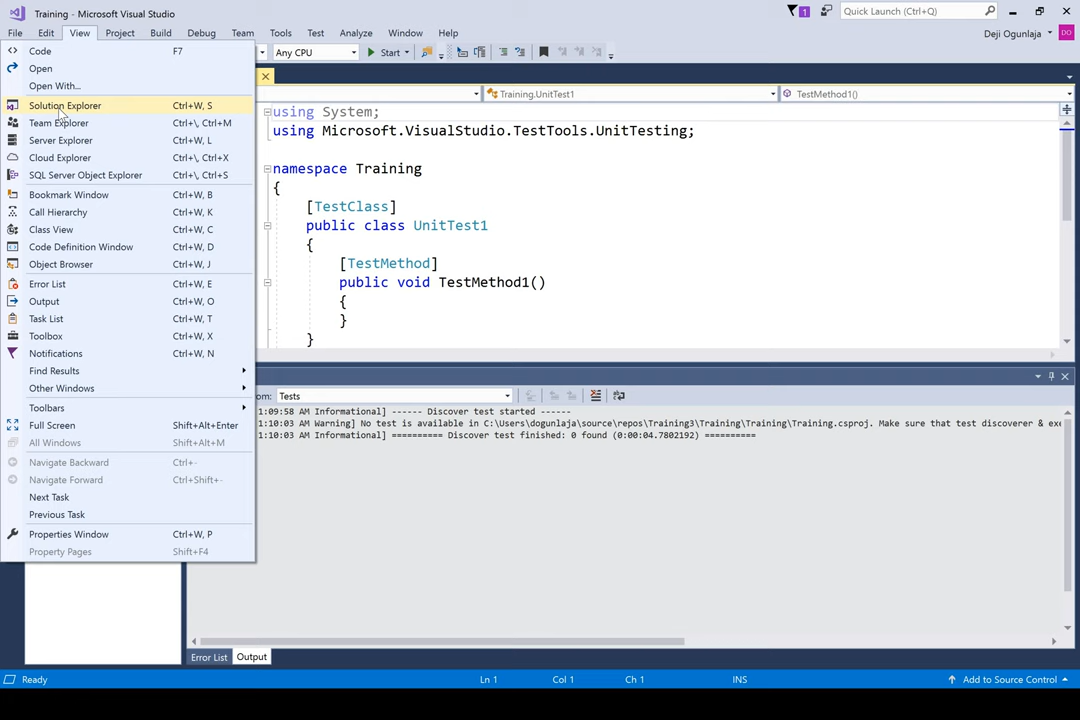 Training - Microsoft Visual Studio
1
Quick Launch (Ctrl+Q)
File Edit View Project Build Debug Team Tools Test Analyze Window Help
Deji Ogunlaja DO
Any CPU Start
Code F7
Open
Open With...
Solution Explorer Ctrl+W, S
Team Explorer Ctrl+\, Ctrl+M
Server Explorer Ctrl+W, L
Cloud Explorer Ctrl+\, Ctrl+X
SQL Server Object Explorer Ctrl+\, Ctrl+S
Bookmark Window Ctrl+W, B
Call Hierarchy Ctrl+W, K
Class View Ctrl+W, C
Code Definition Window Ctrl+W, D
Object Browser Ctrl+W, J
Error List Ctrl+W, E
Output Ctrl+W, O
Task List Ctrl+W, T
Toolbox Ctrl+W, X
Notifications Ctrl+W, N
Find Results
Other Windows
Toolbars
Full Screen Shift+Alt+Enter
All Windows Shift+Alt+M
Navigate Backward Ctrl+-
Navigate Forward Ctrl+Shift+-
Next Task
Previous Task
Properties Window Ctrl+W, P
Property Pages Shift+F4
Training.UnitTest1 TestMethod1()
using System;
using Microsoft.VisualStudio.TestTools.UnitTesting;
namespace Training
{
[TestClass]
public class UnitTest1
{
[TestMethod]
public void TestMethod1()
{
}
}
om: Tests
1:09:58 AM Informational] ------ Discover test started ------
1:10:03 AM Warning] No test is available in C:\Users\dogunlaja\source\repos\Training3\Training\Training\Training.csproj. Make sure that test discoverer & exe
1:10:03 AM Informational] ========== Discover test finished: 0 found (0:00:04.7802192) ==========
Error List Output
Ready Ln 1 Col 1 Ch 1 INS Add to Source Control